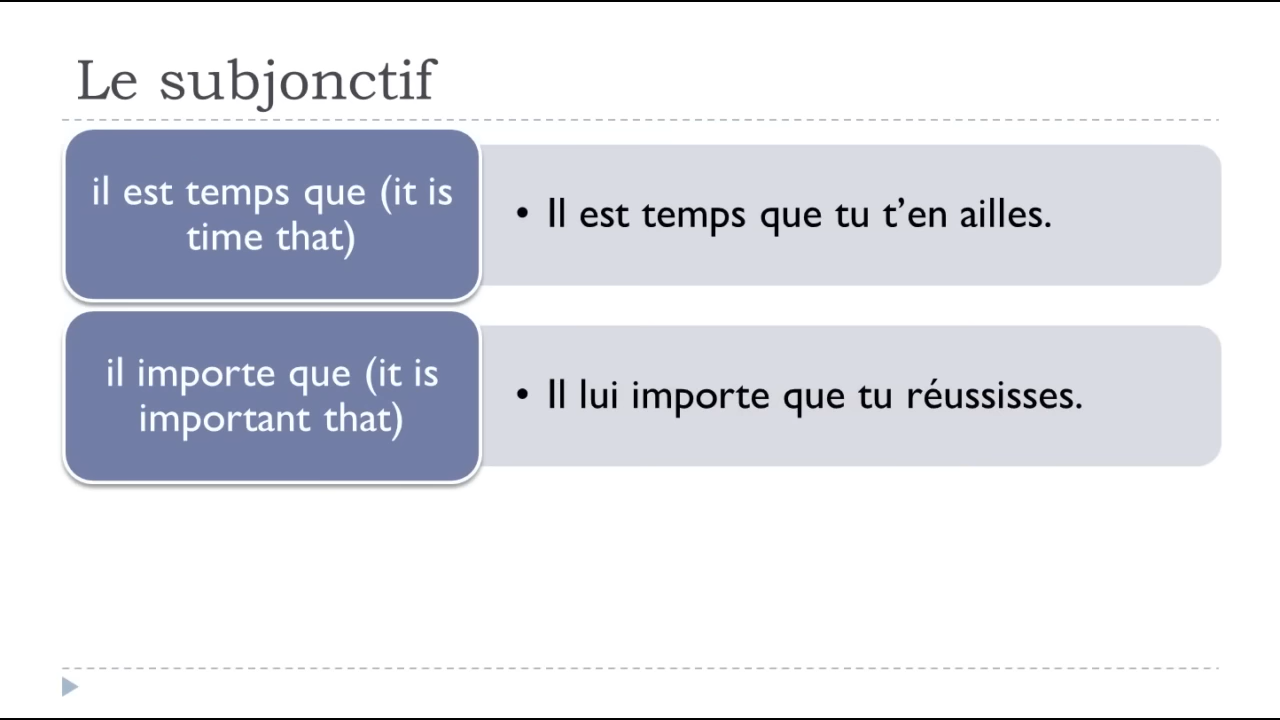 Le subjonctif
il est temps que (it is
time that)
• Il est temps que tu t’en ailles.
il importe que (it is
important that)
• Il lui importe que tu réussisses.